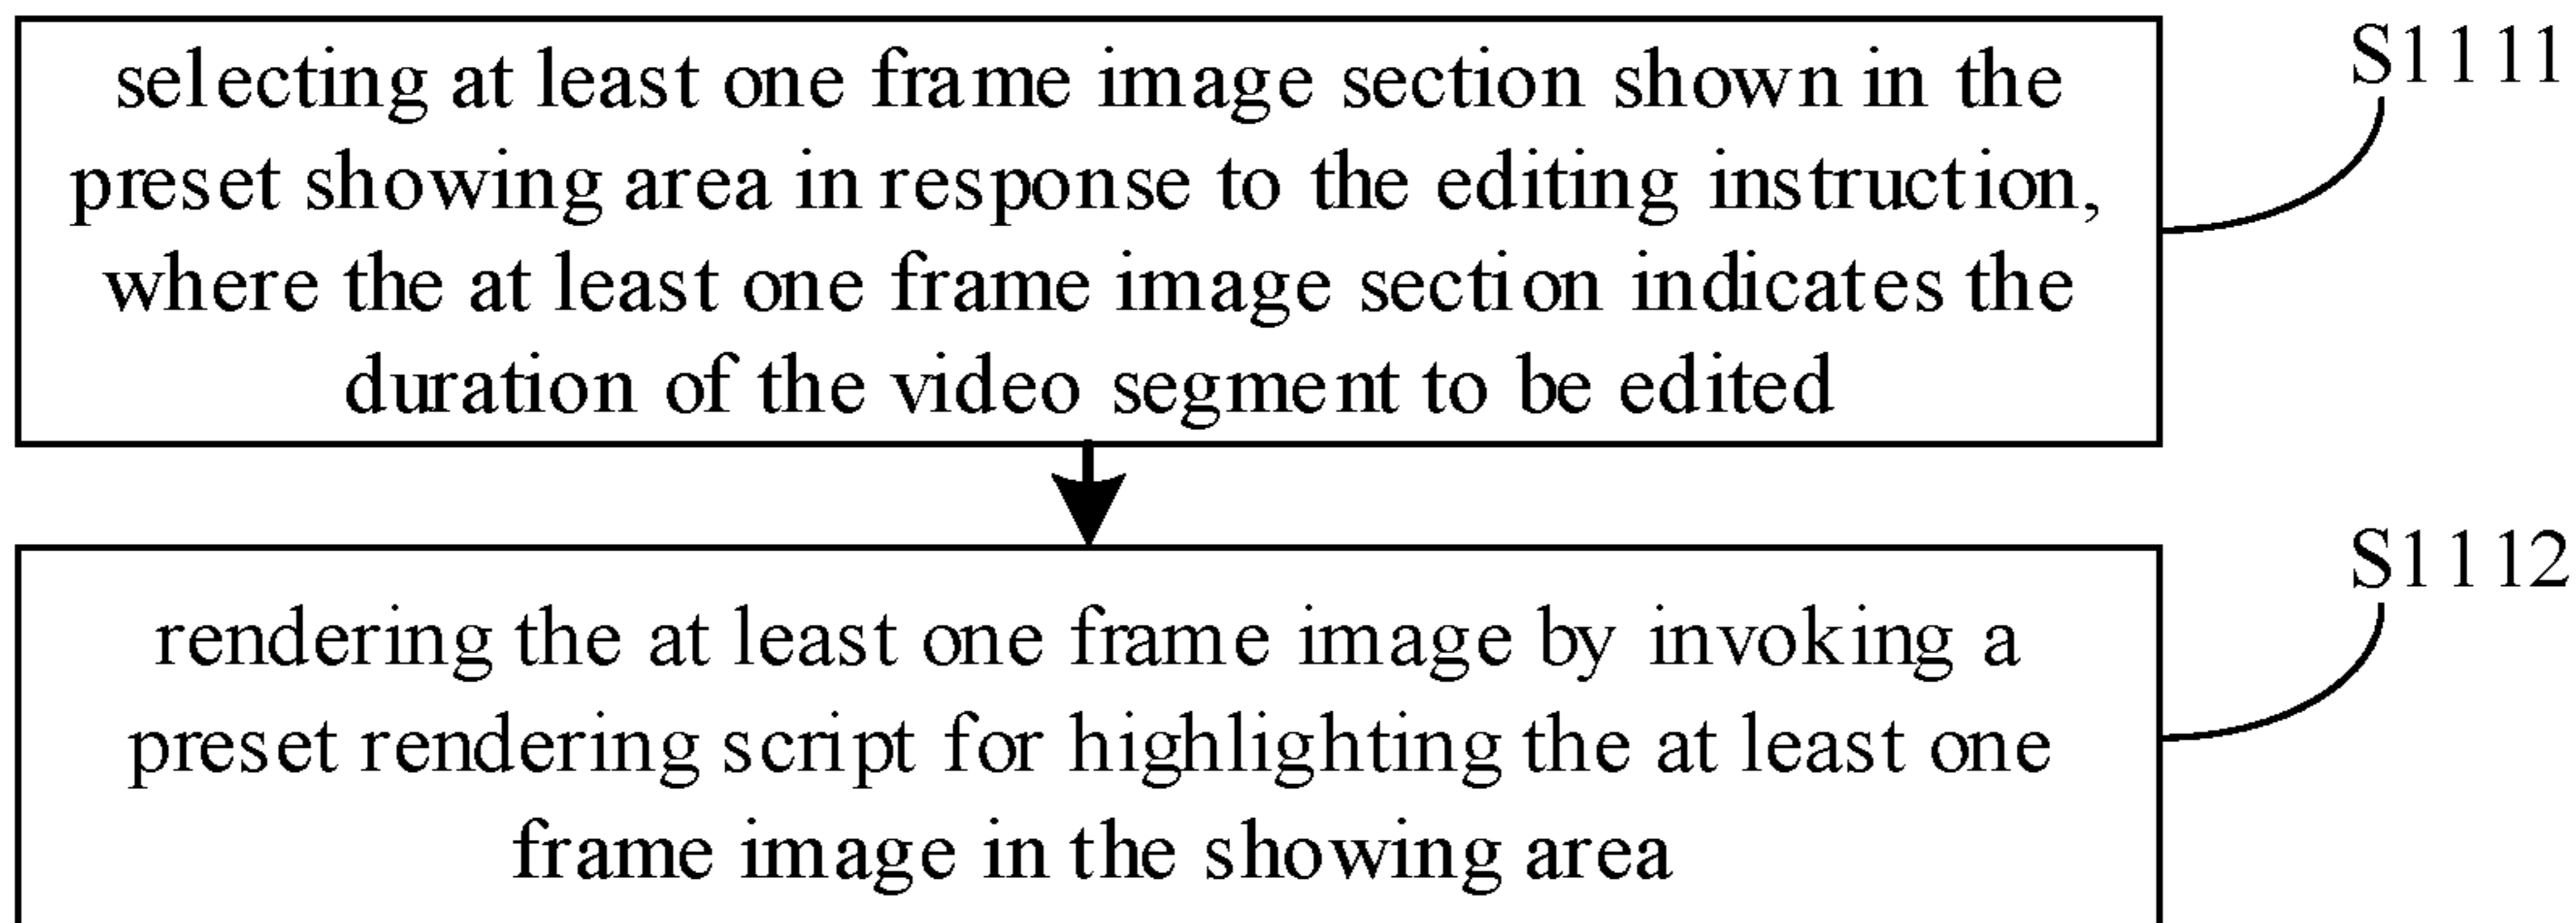 selecting at least one frame image section shown in the
preset showing area in response to the editing instruction,
where the at least one frame image section indicates the
duration of the video segment to be edited
S1111
rendering the at least one frame image by invoking a
preset rendering script for highlighting the at least one
frame image in the showing area
S1112